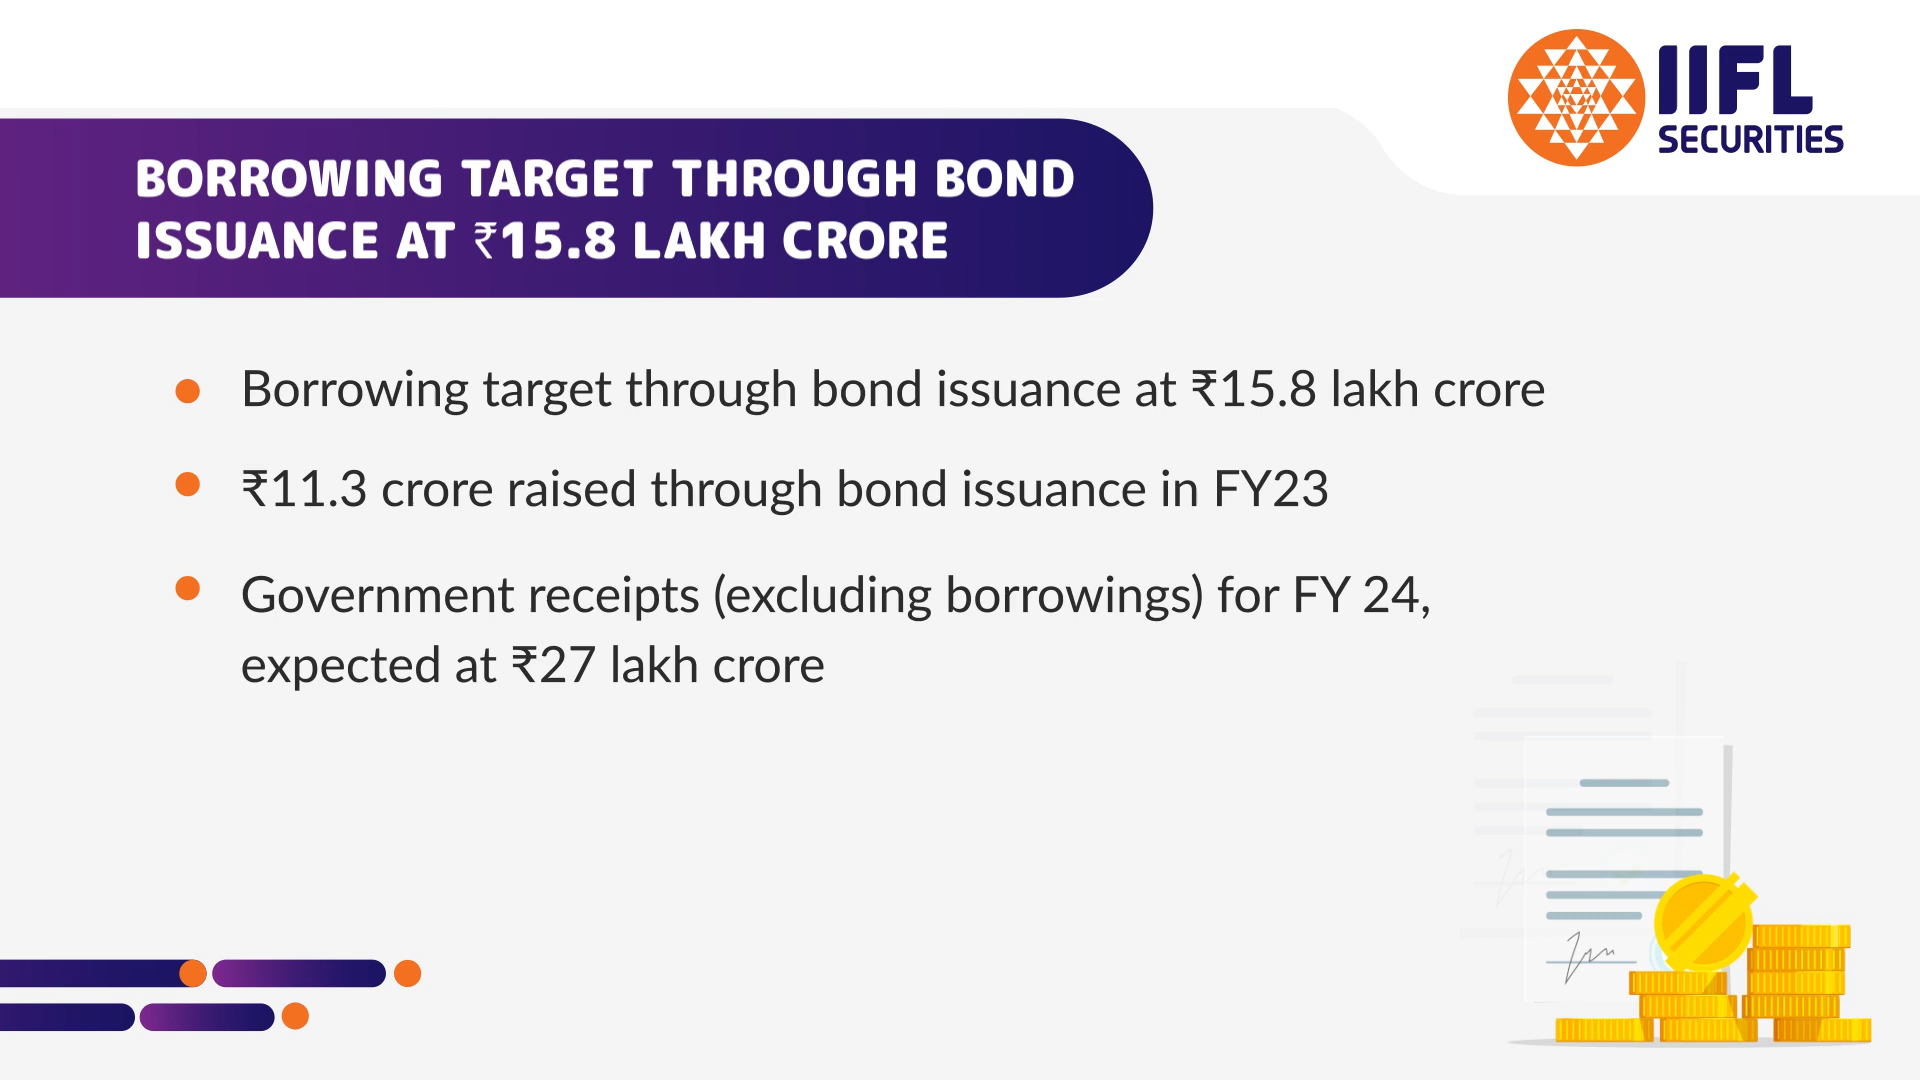 IIFL
SECURITIES
BORROWING TARGET THROUGH BOND
ISSUANCE AT ₹15.8 LAKH CRORE
Borrowing target through bond issuance at ₹15.8 lakh crore
₹11.3 crore raised through bond issuance in FY23
Government receipts (excluding borrowings) for FY 24,
expected at ₹27 lakh crore